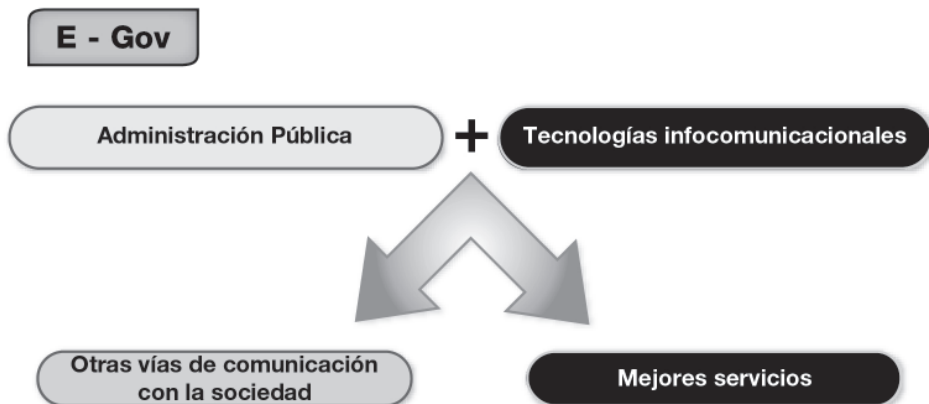 E - Gov
Administración Pública
+
Tecnologías infocomunicacionales
Otras vías de comunicación
con la sociedad
Mejores servicios